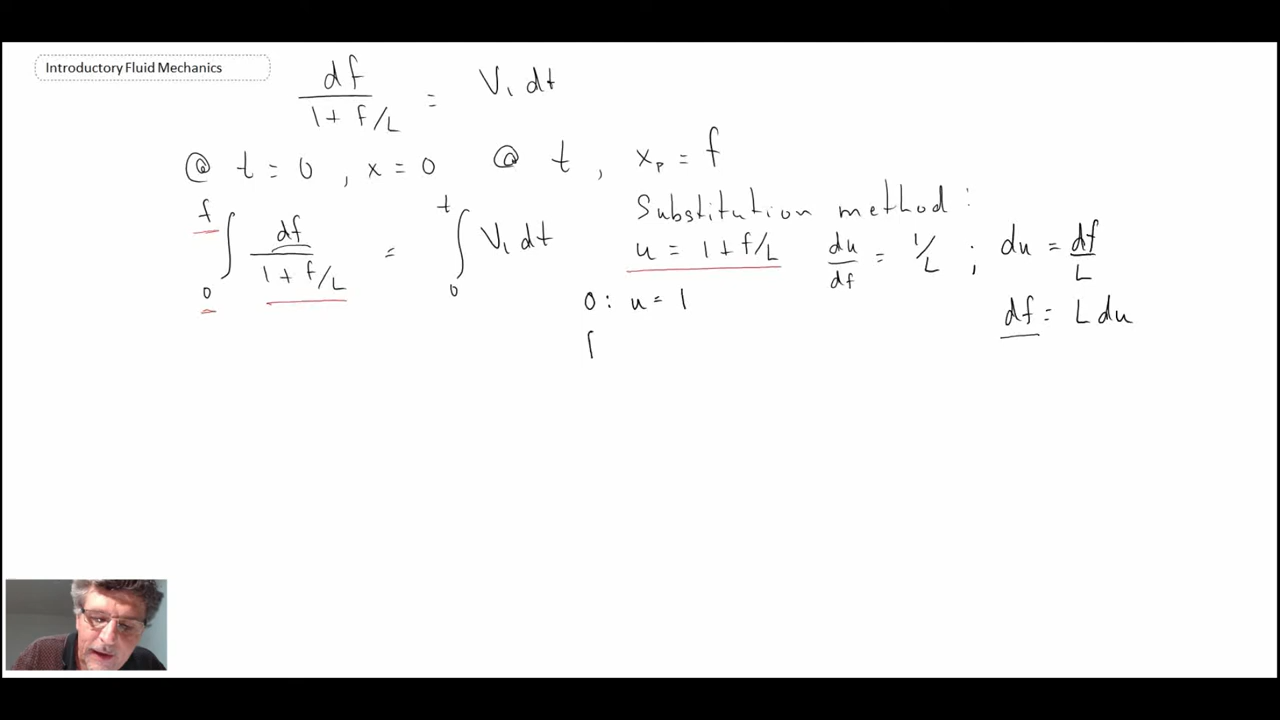 Introductory Fluid Mechanics
df / (1 + f/L) = V₁ dt
@ t = 0 , x = 0 @ t , xₚ = f
∫₀ᶠ df / (1 + f/L) = ∫₀ᵗ V₁ dt
Substitution method :
u = 1 + f/L du/df = 1/L ; du = df/L
0 : u = 1
df = L du